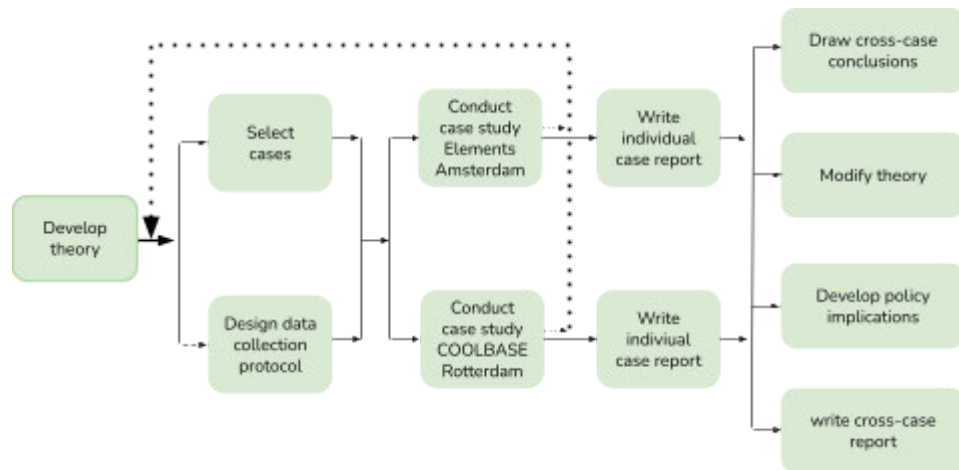 Develop
theory
Select
cases
Design data
collection
protocol
Conduct
case study
Elements
Amsterdam
Conduct
case study
COOLBASE
Rotterdam
Write
individual
case report
Write
indiviual
case report
Draw cross-case
conclusions
Modify theory
Develop policy
implications
write cross-case
report